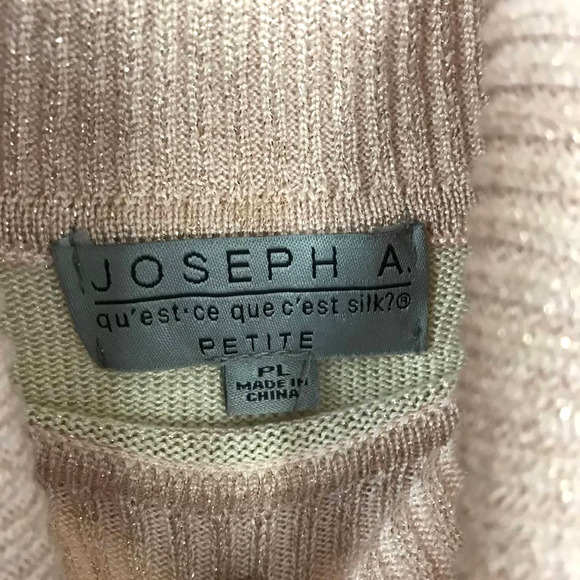 JOSEPH A.
qu'est·ce que c'est silk?®
PETITE
PL
MADE IN
CHINA